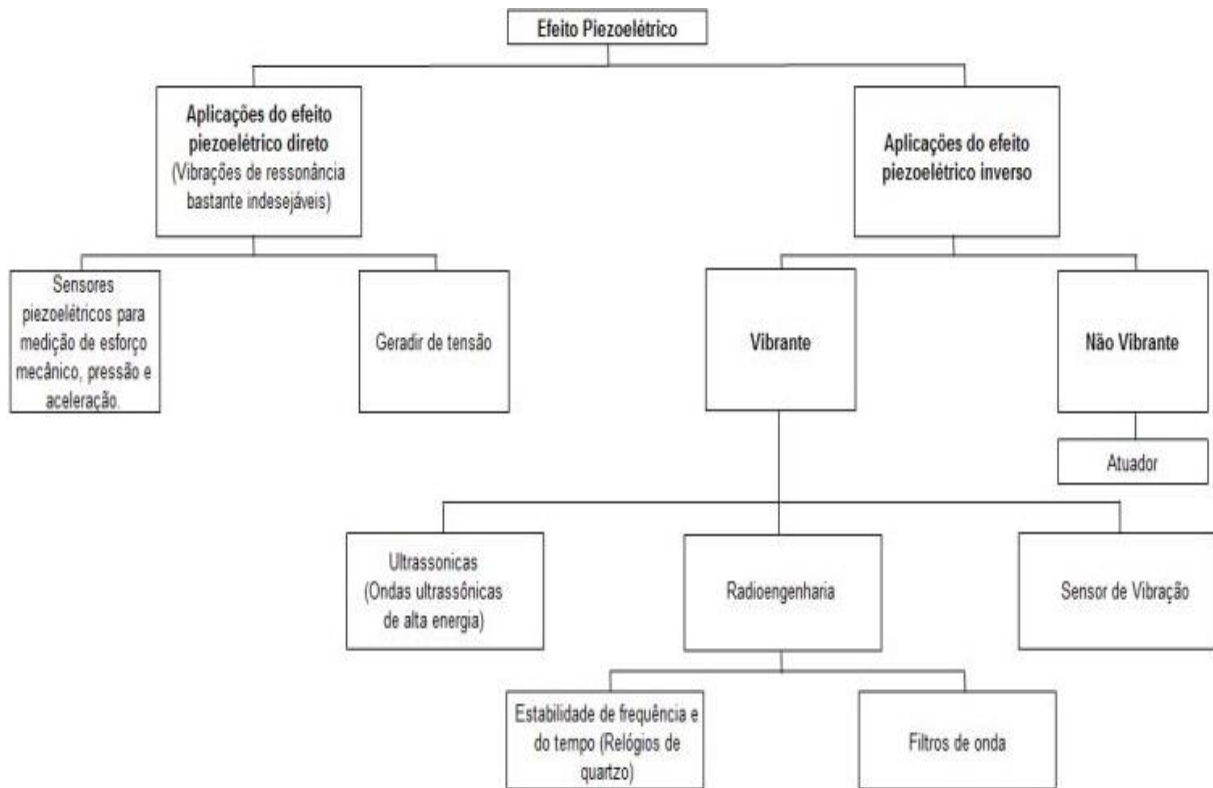 Efeito Piezoelétrico
Aplicações do efeito
piezoelétrico direto
(Vibrações de ressonância
bastante indesejáveis)
Aplicações do efeito
piezoelétrico inverso
Sensores
piezoelétricos para
medição de esforço
mecânico, pressão e
aceleração.
Geradir de tensão
Vibrante
Não Vibrante
Atuador
Ultrassonicas
(Ondas ultrassônicas
de alta energia)
Radioengenharia
Sensor de Vibração
Estabilidade de frequência e
do tempo (Relógios de
quartzo)
Filtros de onda